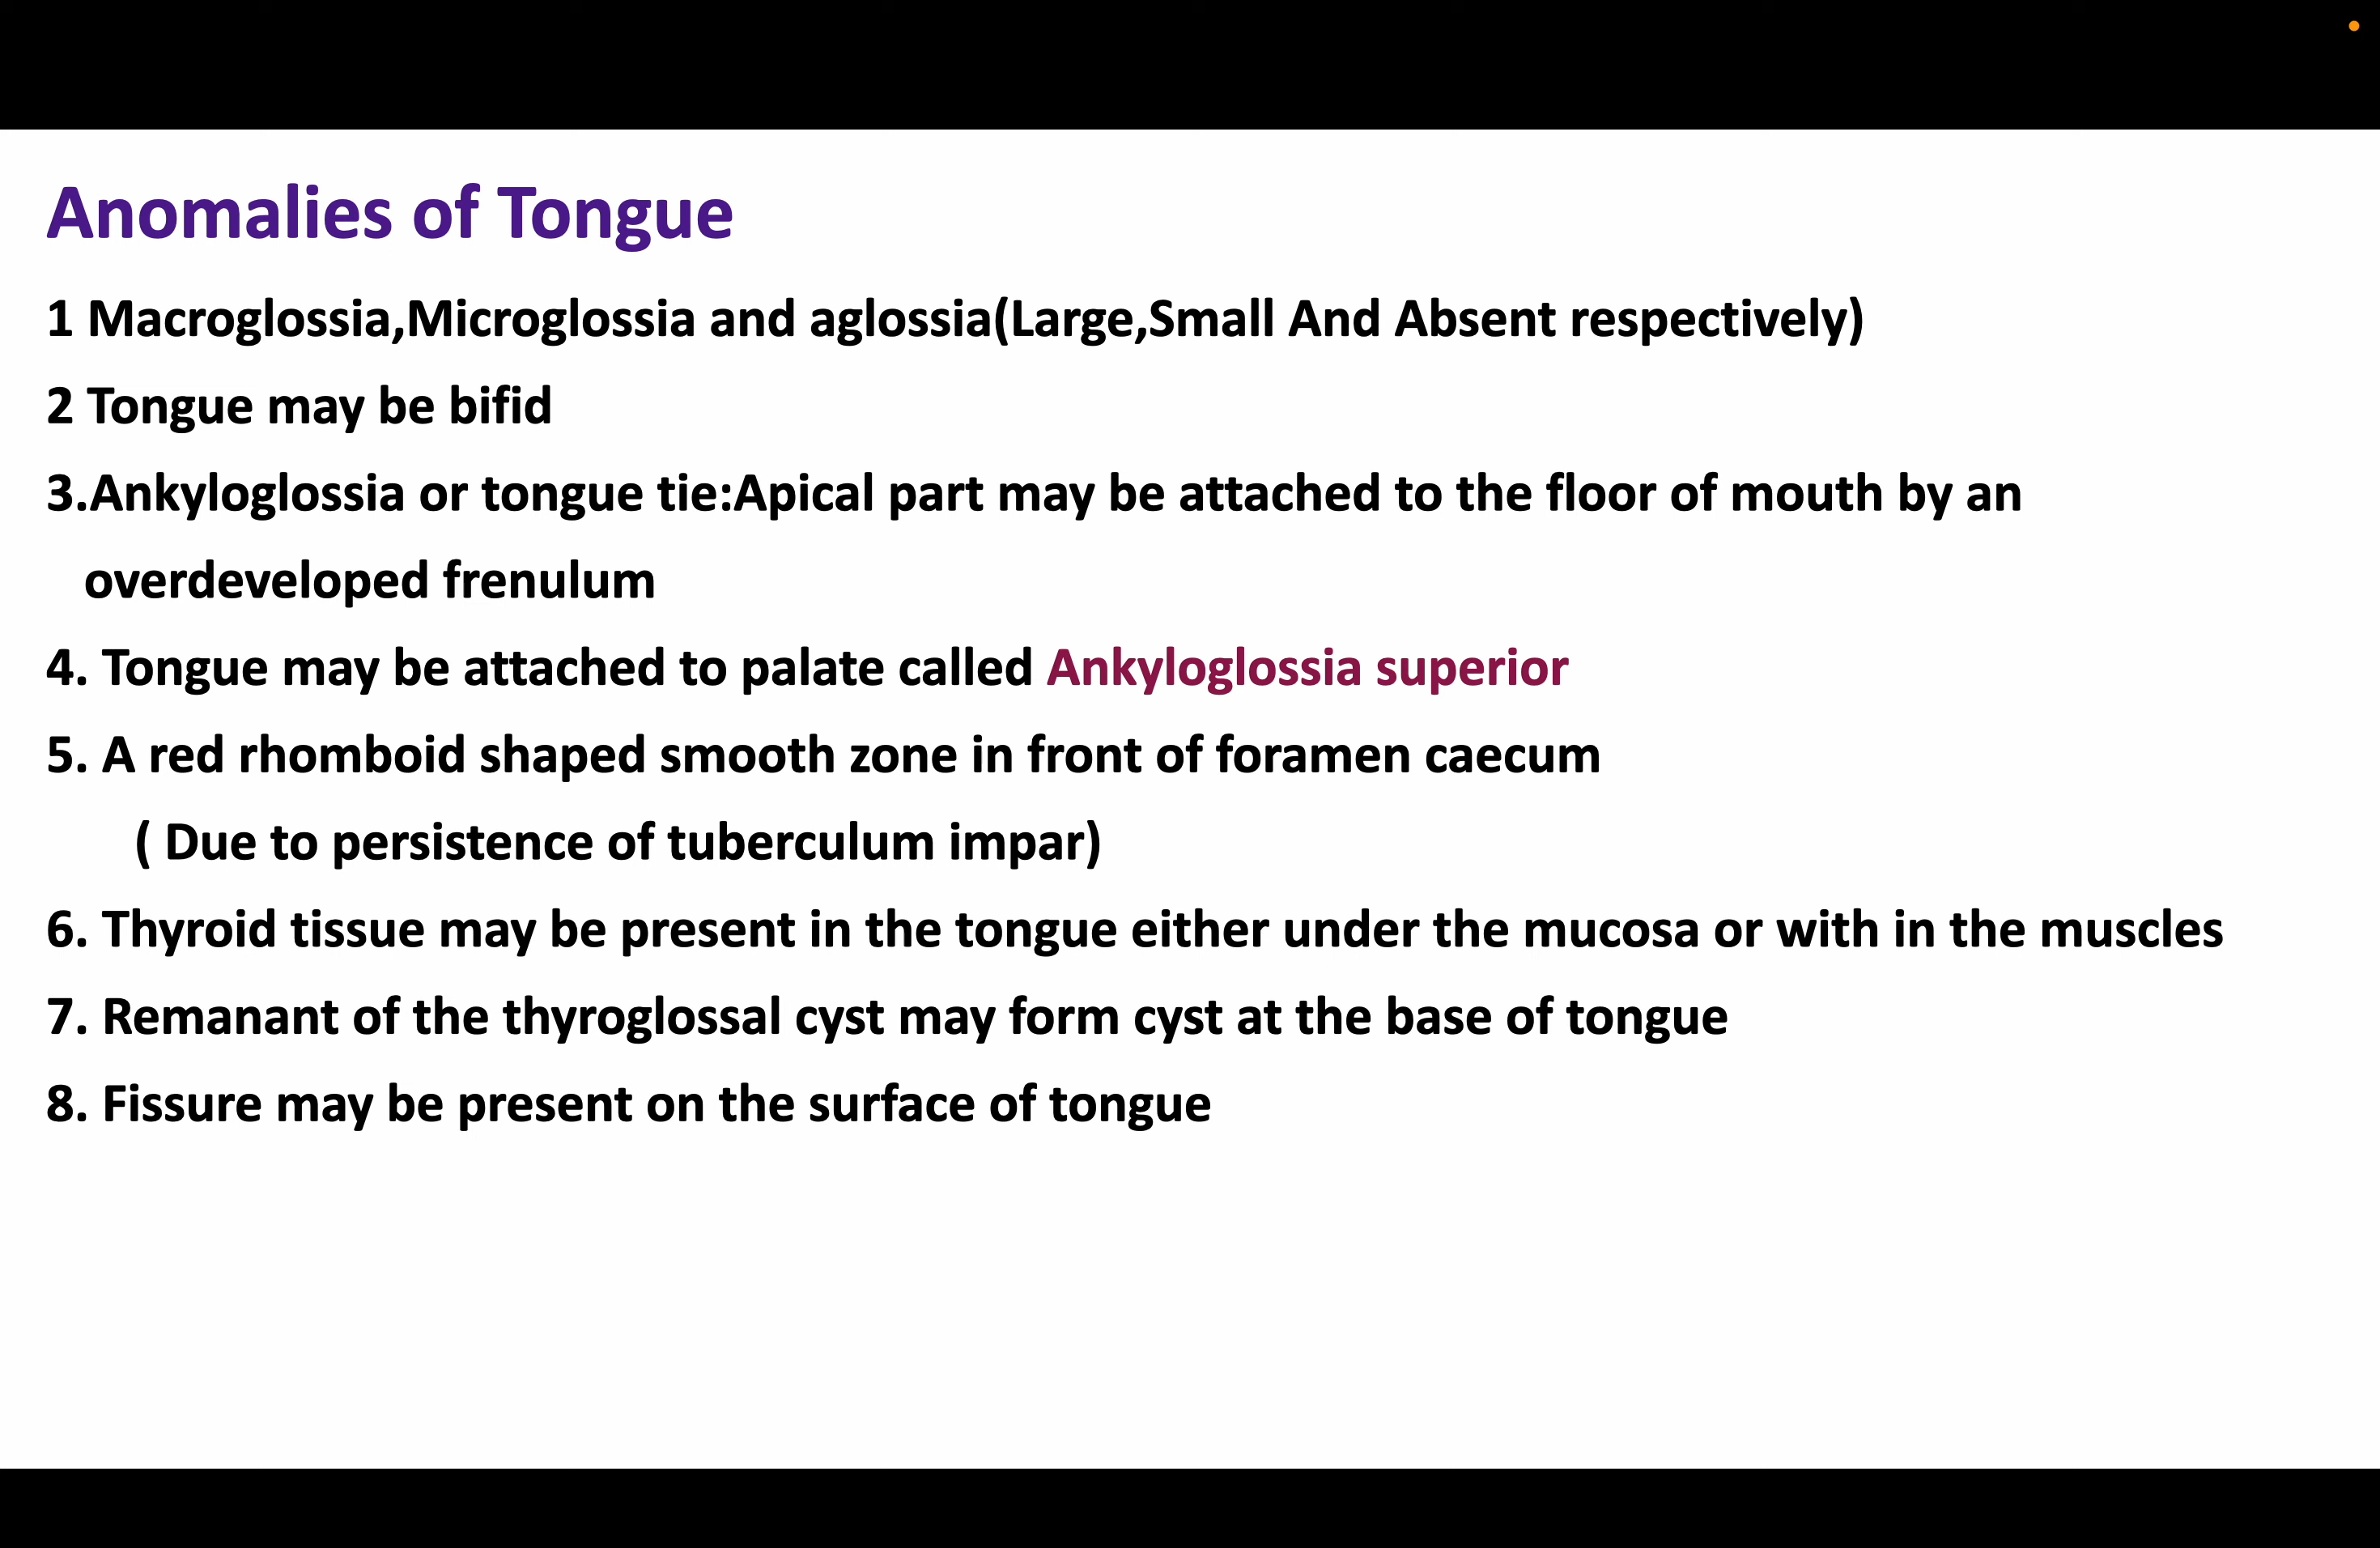 Anomalies of Tongue
1 Macroglossia,Microglossia and aglossia(Large,Small And Absent respectively)
2 Tongue may be bifid
3.Ankyloglossia or tongue tie:Apical part may be attached to the floor of mouth by an
overdeveloped frenulum
4. Tongue may be attached to palate called Ankyloglossia superior
5. A red rhomboid shaped smooth zone in front of foramen caecum
( Due to persistence of tuberculum impar)
6. Thyroid tissue may be present in the tongue either under the mucosa or with in the muscles
7. Remanant of the thyroglossal cyst may form cyst at the base of tongue
8. Fissure may be present on the surface of tongue